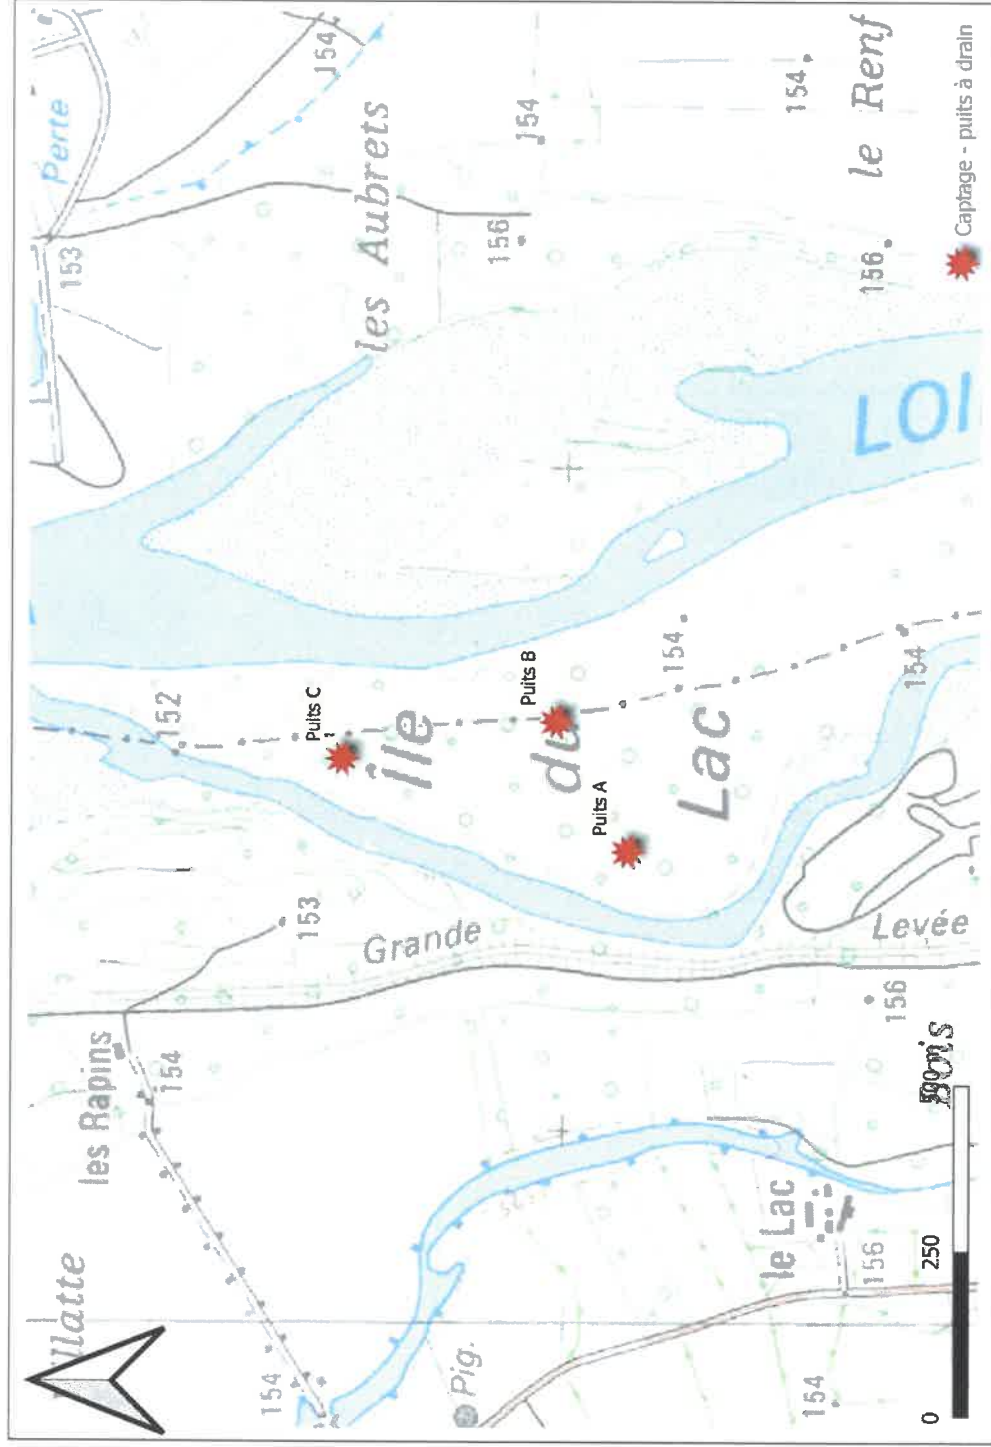 llatte
154
Pig.
les Rapins
154
le Lac
156
154
Bois
0
250
500 m
153
Grande
Levée
156
152
Puits C
Puits B
Puits A
île
du
Lac
154
154
LOI
Perte
153
154
les Aubrets
156
154
154
156
le Renf
Captage - puits à drain